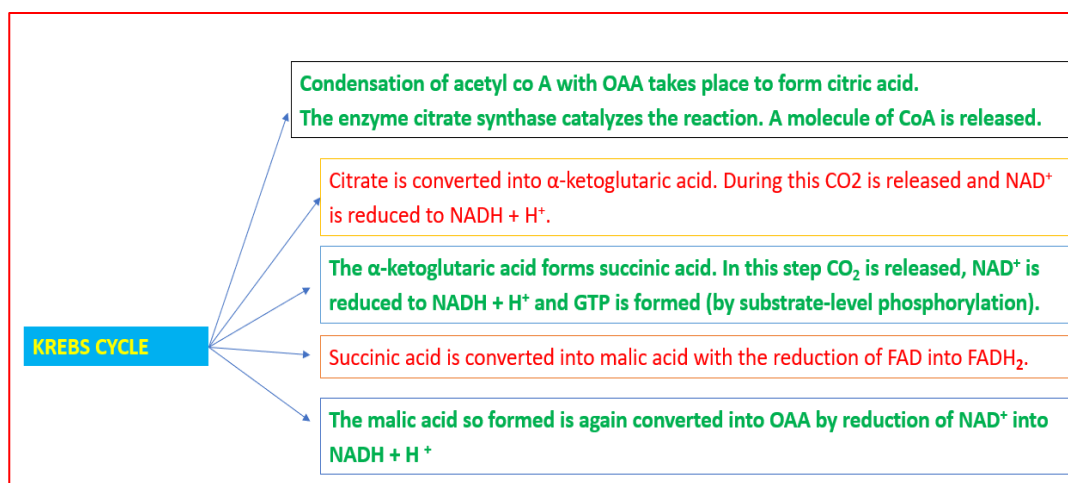 Condensation of acetyl co A with OAA takes place to form citric acid.
The enzyme citrate synthase catalyzes the reaction. A molecule of CoA is released.
Citrate is converted into α-ketoglutaric acid. During this CO2 is released and NAD⁺
is reduced to NADH + H⁺.
The α-ketoglutaric acid forms succinic acid. In this step CO₂ is released, NAD⁺ is
reduced to NADH + H⁺ and GTP is formed (by substrate-level phosphorylation).
KREBS CYCLE
Succinic acid is converted into malic acid with the reduction of FAD into FADH₂.
The malic acid so formed is again converted into OAA by reduction of NAD⁺ into
NADH + H ⁺